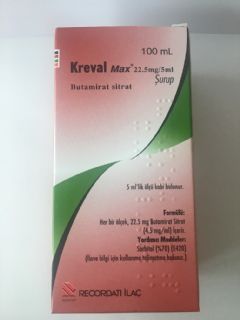 100 mL
Kreval Max® 22.5mg/5ml
Şurup
Butamirat sitrat
5 ml'lik ölçü kabı bulunur.
Formülü:
Her bir ölçek, 22.5 mg Butamirat Sitrat
(4.5 mg/ml) içerir.
Yardımcı Maddeler:
Sorbitol (%70) (E420)
(İlave bilgi için kullanma talimatına bakınız.)
RECORDATI İLAÇ